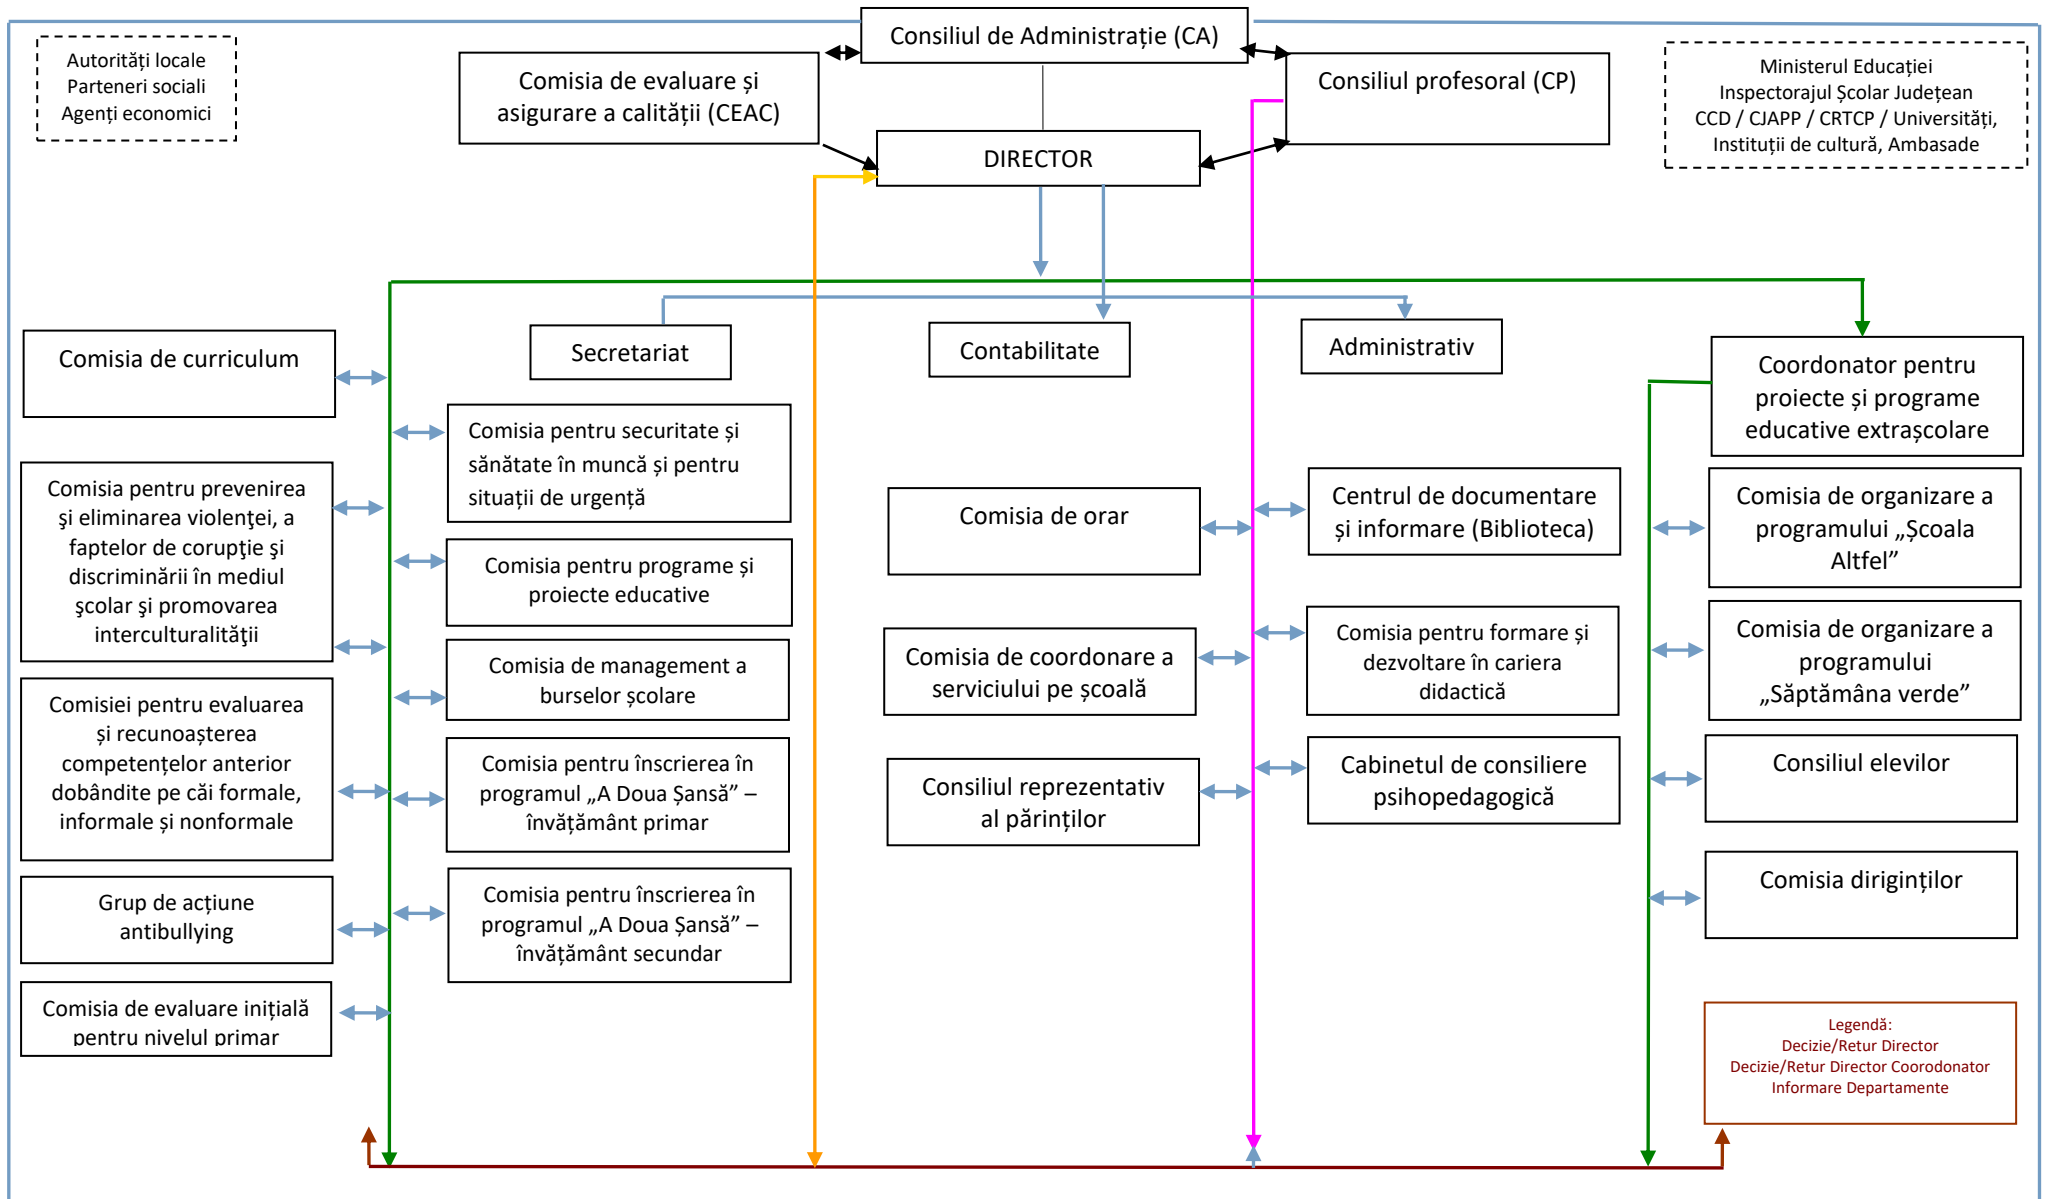 Consiliul de Administrație (CA)
Autorități locale
Parteneri sociali
Agenți economici
Comisia de evaluare și
asigurare a calității (CEAC)
Consiliul profesoral (CP)
Ministerul Educației
Inspectorajul Școlar Județean
CCD / CJAPP / CRTCP / Universități,
Instituții de cultură, Ambasade
DIRECTOR
Comisia de curriculum
Secretariat
Contabilitate
Administrativ
Coordonator pentru
proiecte și programe
educative extrașcolare
Comisia pentru prevenirea
şi eliminarea violenţei, a
faptelor de corupţie şi
discriminării în mediul
şcolar şi promovarea
interculturalităţii
Comisiei pentru evaluarea
și recunoașterea
competențelor anterior
dobândite pe căi formale,
informale și nonformale
Grup de acțiune
antibullying
Comisia de evaluare inițială
pentru nivelul primar
Comisia pentru securitate și
sănătate în muncă și pentru
situații de urgență
Comisia pentru programe și
proiecte educative
Comisia de management a
burselor școlare
Comisia pentru înscrierea în
programul „A Doua Șansă” –
învățământ primar
Comisia pentru înscrierea în
programul „A Doua Șansă” –
învățământ secundar
Comisia de orar
Comisia de coordonare a
serviciului pe școală
Consiliul reprezentativ
al părinților
Centrul de documentare
și informare (Biblioteca)
Comisia pentru formare și
dezvoltare în cariera
didactică
Cabinetul de consiliere
psihopedagogică
Comisia de organizare a
programului „Școala
Altfel”
Comisia de organizare a
programului
„Săptămâna verde”
Consiliul elevilor
Comisia diriginților
Legendă:
Decizie/Retur Director
Decizie/Retur Director Coorodonator
Informare Departamente